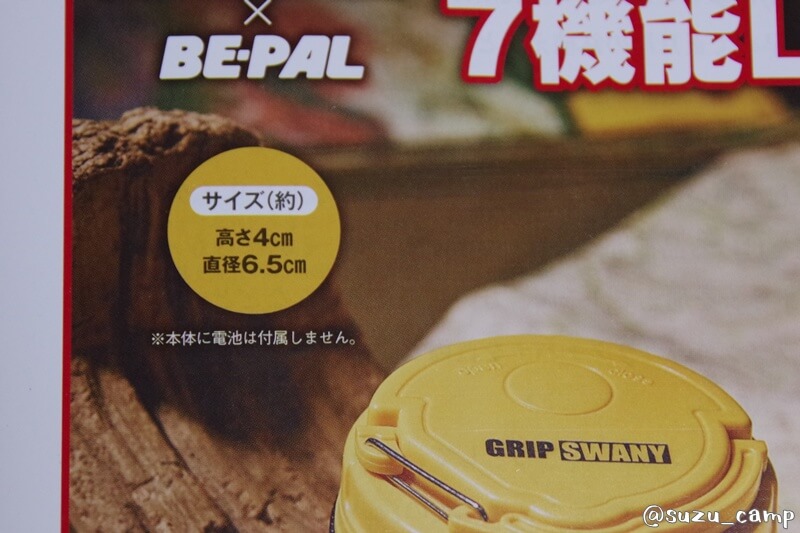 ×
BE-PAL
7機能L
サイズ(約)
高さ4cm
直径6.5cm
※本体に電池は付属しません。
GRIP SWANY
@suzu_camp